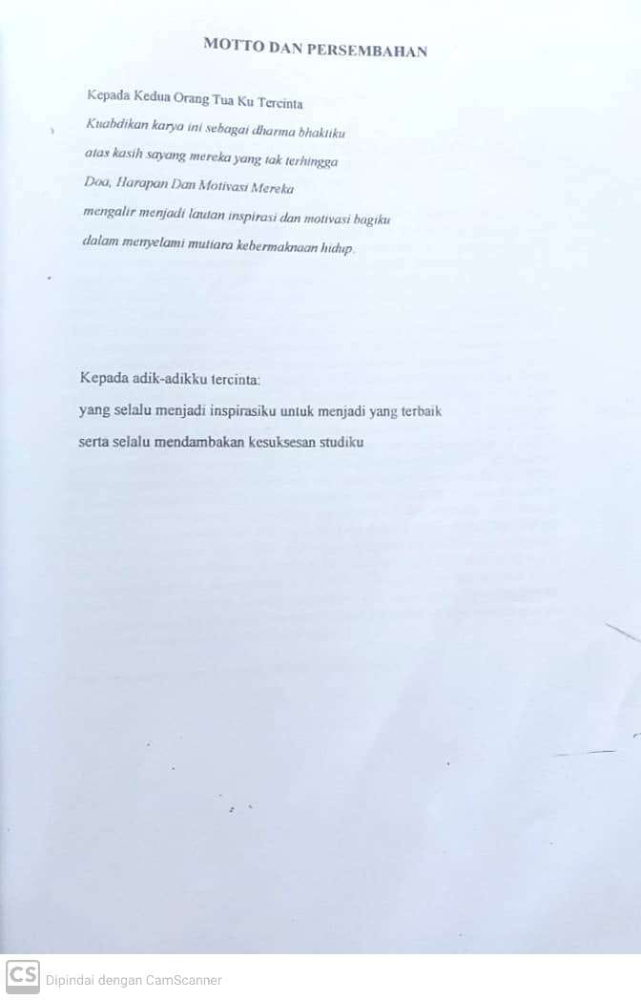 MOTTO DAN PERSEMBAHAN
Kepada Kedua Orang Tua Ku Tercinta
Kuabdikan karya ini sebagai dharma bhaktiku
atas kasih sayang mereka yang tak terhingga
Doa, Harapan Dan Motivasi Mereka
mengalir menjadi lautan inspirasi dan motivasi bagiku
dalam menyelami mutiara kebermaknaan hidup.
Kepada adik-adikku tercinta:
yang selalu menjadi inspirasiku untuk menjadi yang terbaik
serta selalu mendambakan kesuksesan studiku
CS Dipindai dengan CamScanner